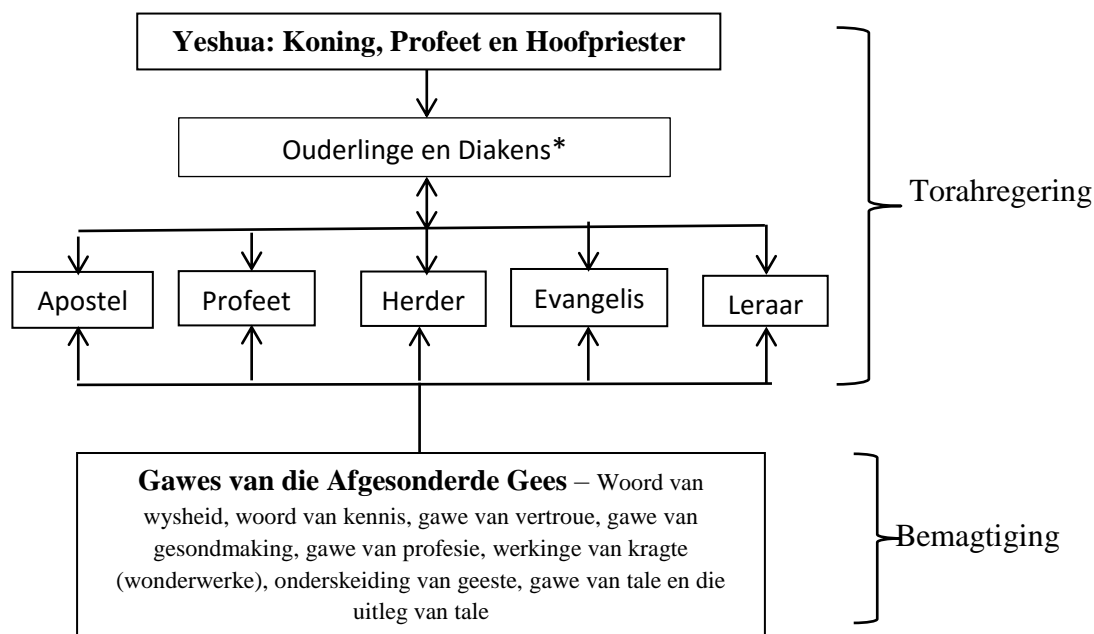 Yeshua: Koning, Profeet en Hoofpriester
Ouderlinge en Diakens*
Torahregering
Apostel
Profeet
Herder
Evangelis
Leraar
Gawes van die Afgesonderde Gees – Woord van
wysheid, woord van kennis, gawe van vertroue, gawe van
gesondmaking, gawe van profesie, werkinge van kragte
(wonderwerke), onderskeiding van geeste, gawe van tale en die
uitleg van tale
Bemagtiging